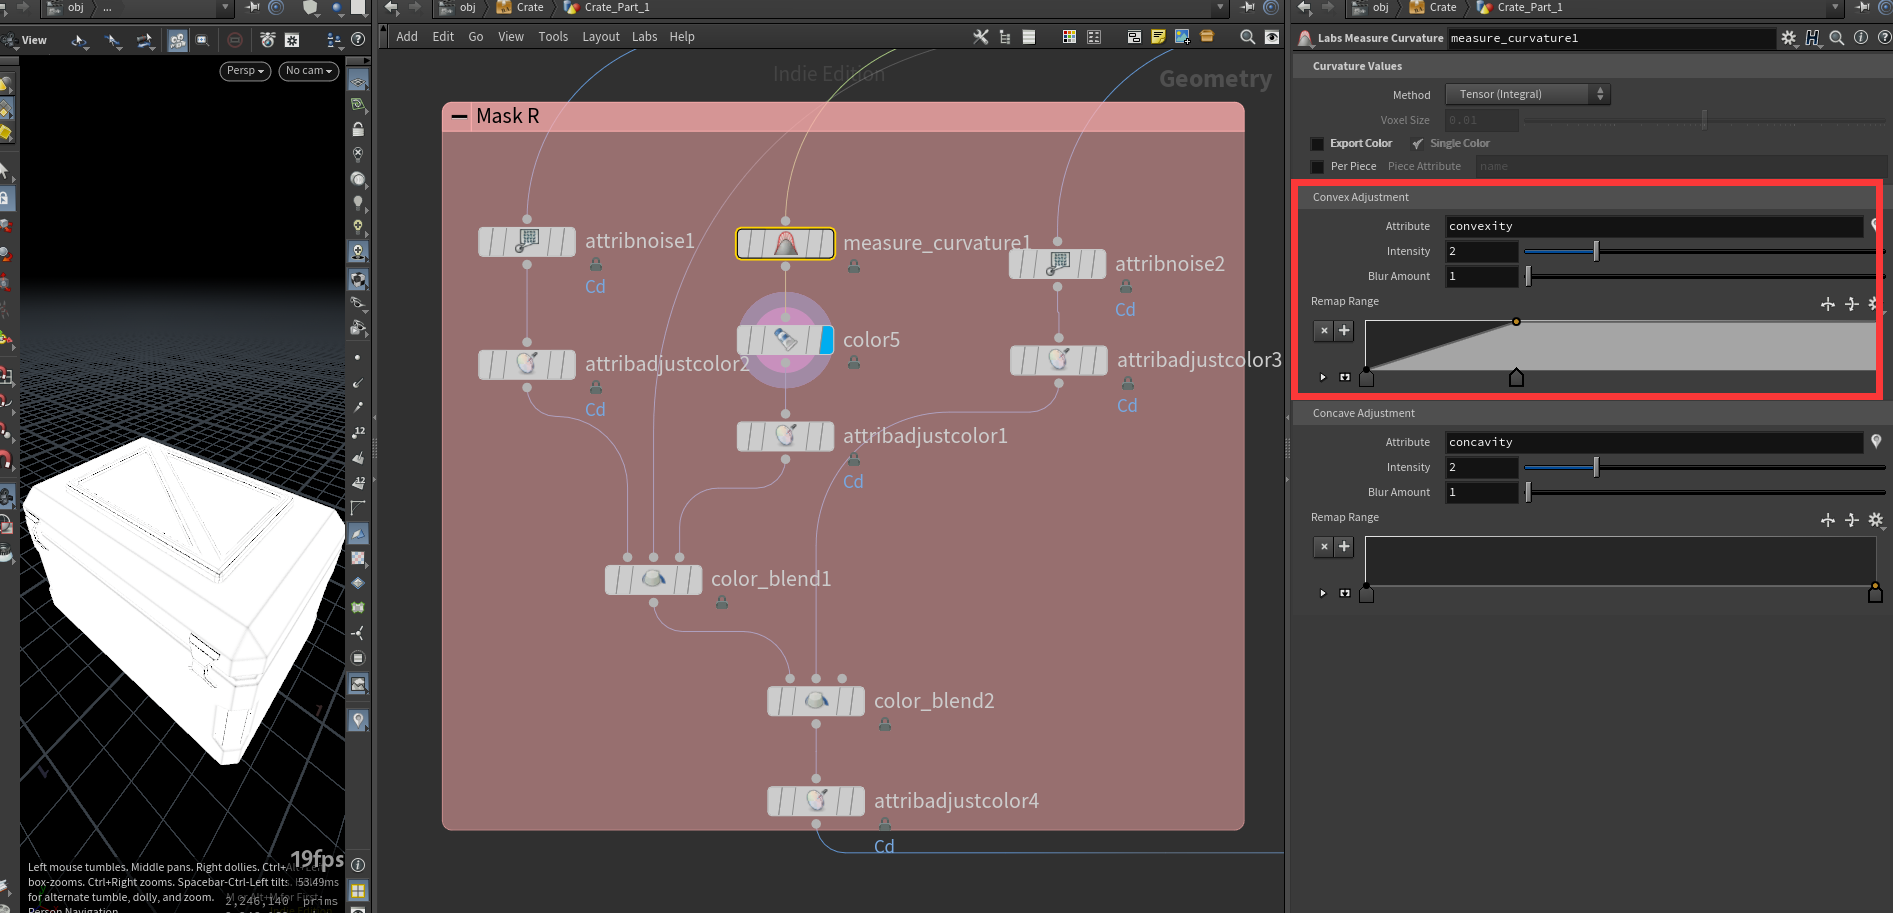 obj
...
obj
Crate
Crate_Part_1
obj
Crate
Crate_Part_1
View
Persp
No cam
12
12
19fps
Left mouse tumbles. Middle pans. Right dollies. Ctrl+
box-zooms. Ctrl+Right zooms. Spacebar-Ctrl-Left tilts. 53.49ms
for alternate tumble, dolly, and zoom.
2,246,140 prims
Person Navigation
Add Edit Go View Tools Layout Labs Help
Indie Edition
Geometry
Mask R
attribnoise1
Cd
measure_curvature1
attribnoise2
Cd
color5
attribadjustcolor2
Cd
attribadjustcolor3
Cd
attribadjustcolor1
Cd
color_blend1
color_blend2
attribadjustcolor4
Cd
Labs Measure Curvature measure_curvature1
Curvature Values
Method Tensor (Integral)
Voxel Size 0.01
Export Color Single Color
Per Piece Piece Attribute name
Convex Adjustment
Attribute convexity
Intensity 2
Blur Amount 1
Remap Range
Concave Adjustment
Attribute concavity
Intensity 2
Blur Amount 1
Remap Range